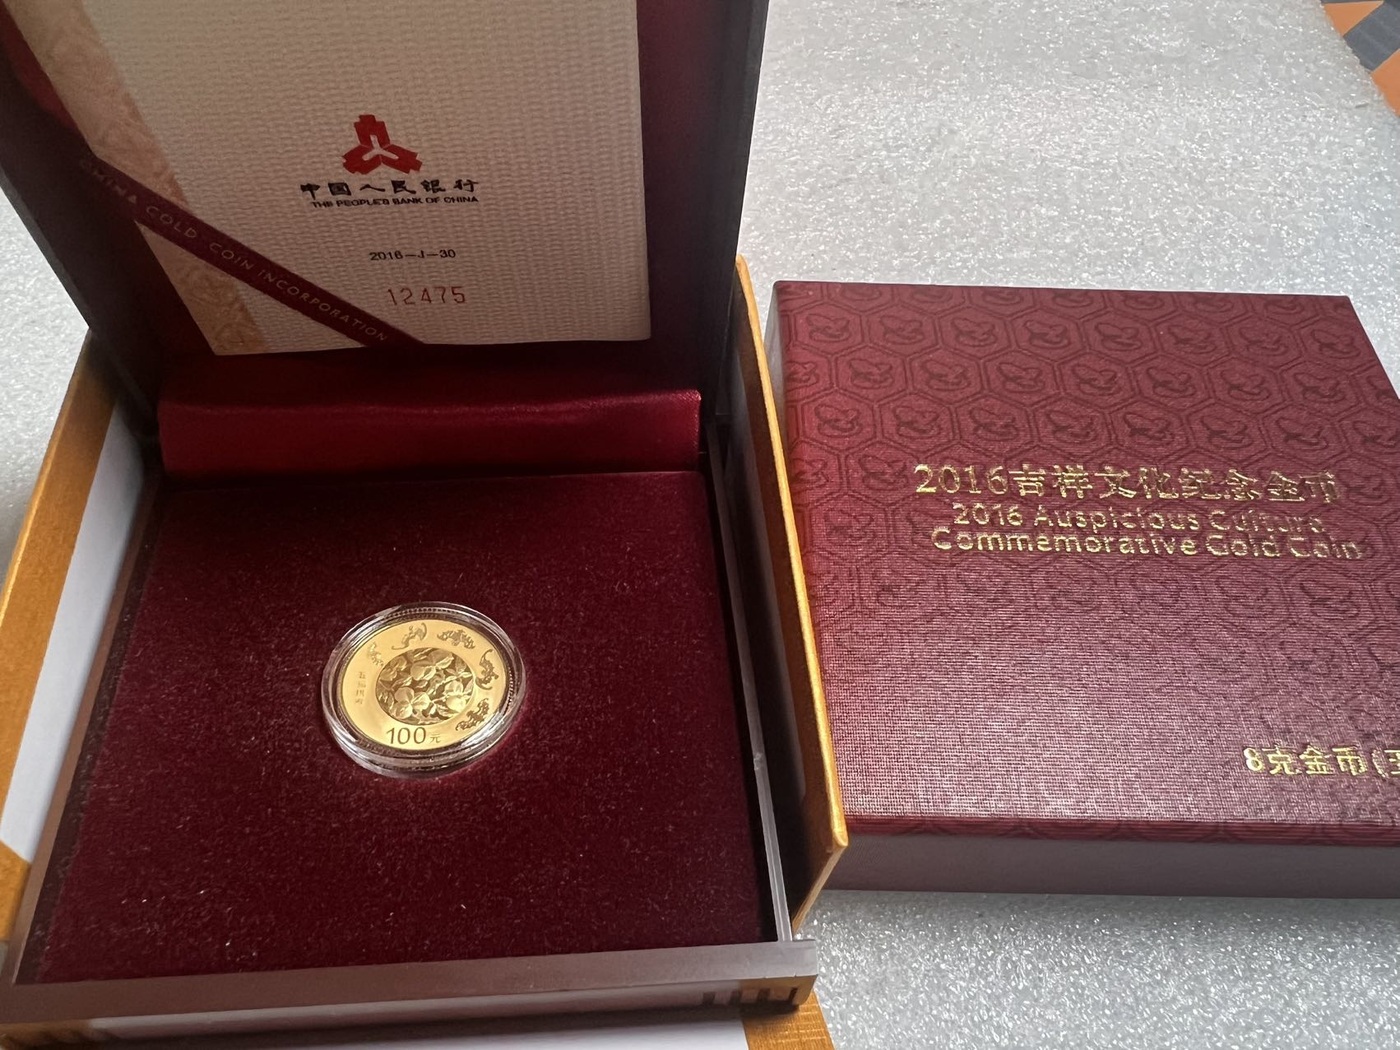 中国人民银行
THE PEOPLE'S BANK OF CHINA
2016-J-30
12475
CHINA GOLD COIN INCORPORATION
100元
2016吉祥文化纪念金币
2016 Auspicious Culture
Commemorative Gold Coin
8克金币(